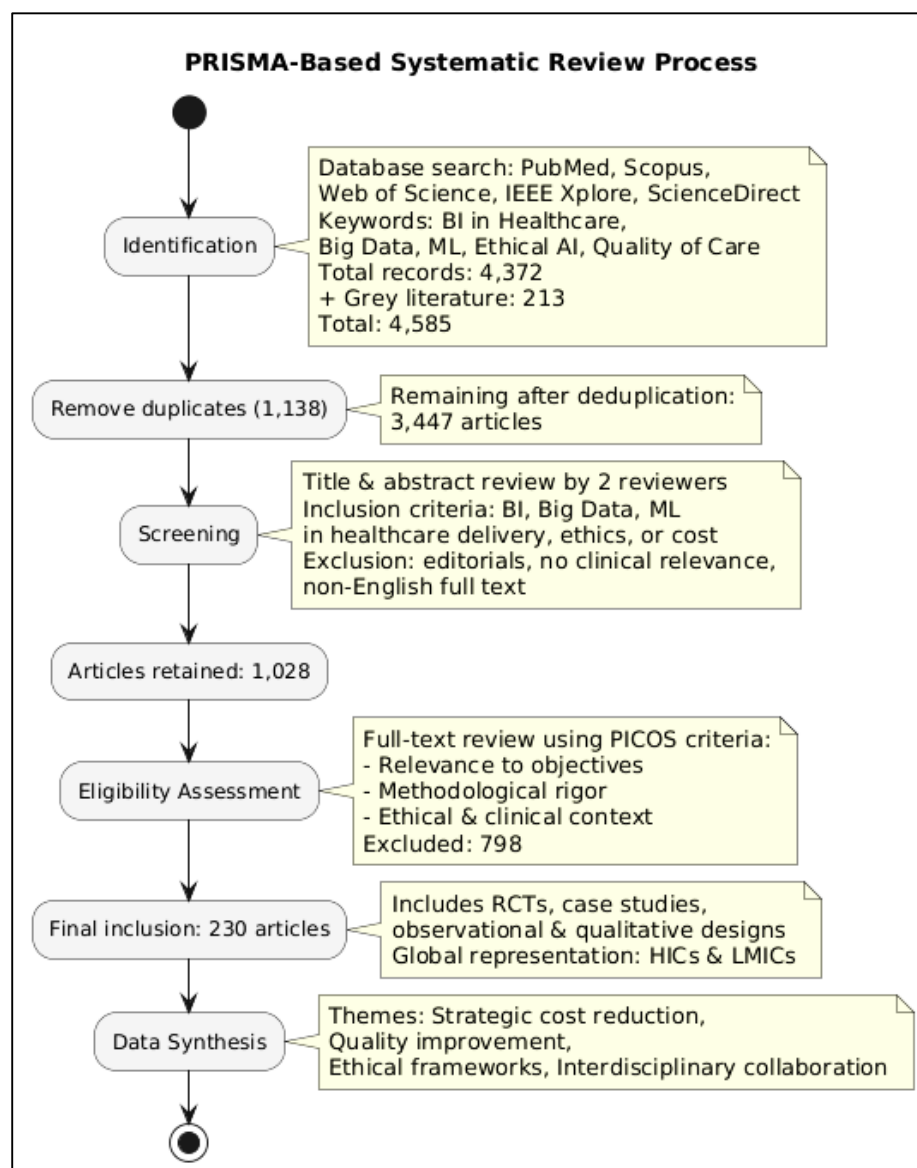 PRISMA-Based Systematic Review Process
Database search: PubMed, Scopus,
Web of Science, IEEE Xplore, ScienceDirect
Keywords: BI in Healthcare,
Big Data, ML, Ethical AI, Quality of Care
Total records: 4,372
+ Grey literature: 213
Total: 4,585
Identification
Remove duplicates (1,138)
Remaining after deduplication:
3,447 articles
Screening
Title & abstract review by 2 reviewers
Inclusion criteria: BI, Big Data, ML
in healthcare delivery, ethics, or cost
Exclusion: editorials, no clinical relevance,
non-English full text
Articles retained: 1,028
Eligibility Assessment
Full-text review using PICOS criteria:
- Relevance to objectives
- Methodological rigor
- Ethical & clinical context
Excluded: 798
Final inclusion: 230 articles
Includes RCTs, case studies,
observational & qualitative designs
Global representation: HICs & LMICs
Data Synthesis
Themes: Strategic cost reduction,
Quality improvement,
Ethical frameworks, Interdisciplinary collaboration